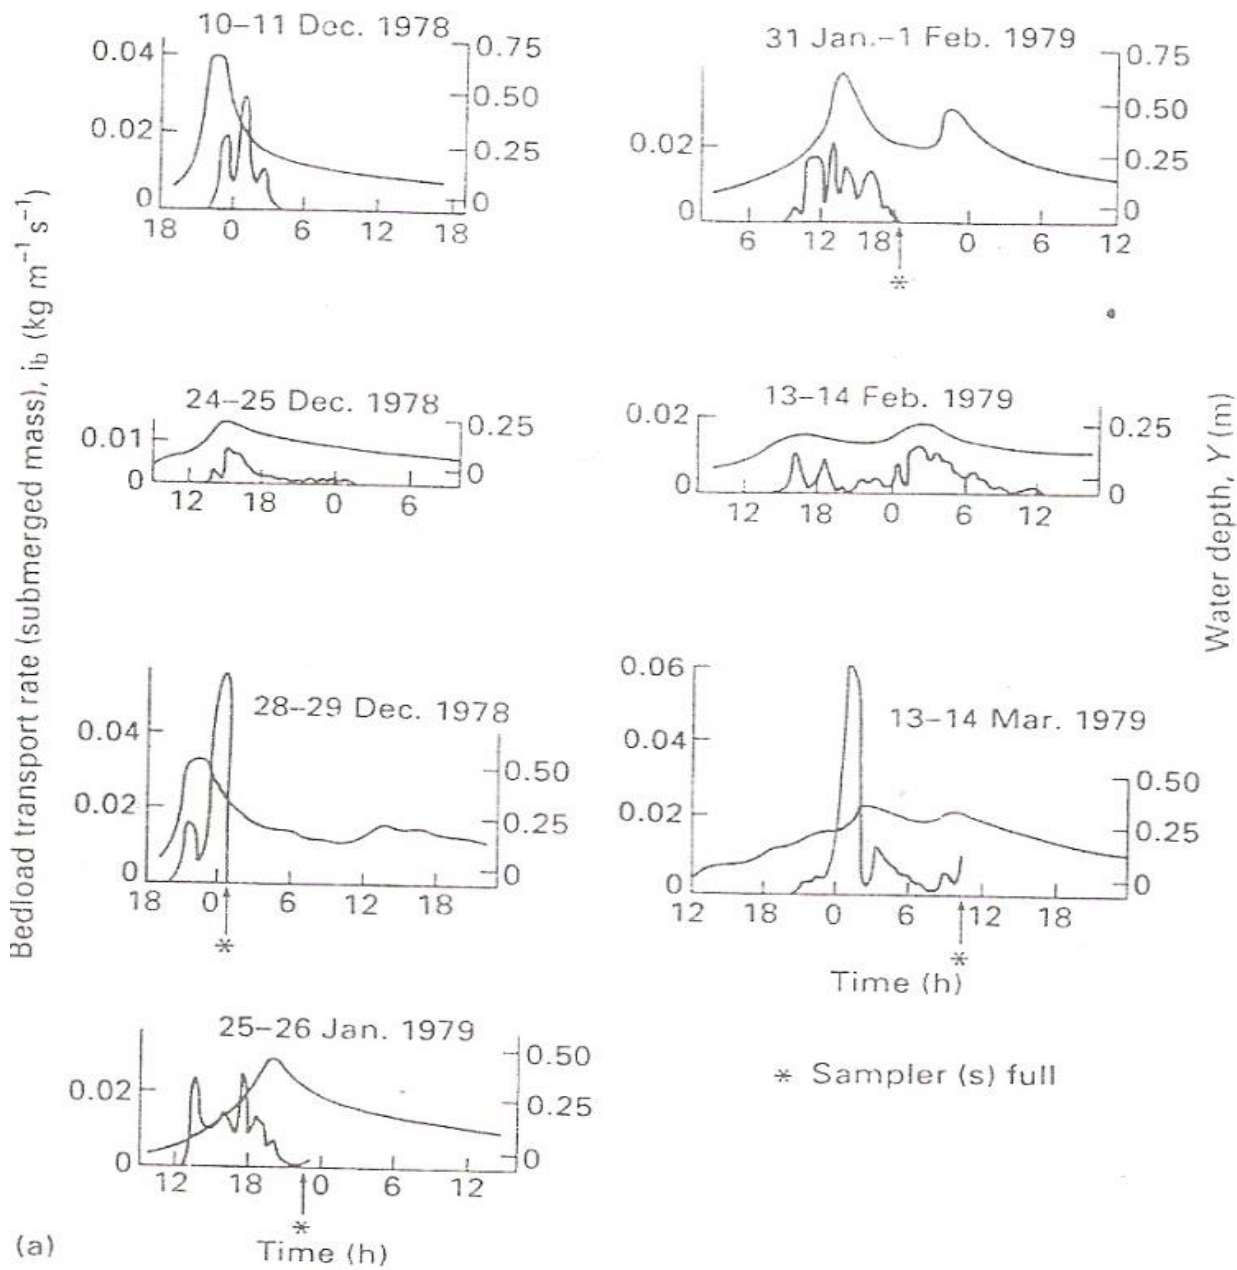 Bedload transport rate (submerged mass), ib (kg m⁻¹ s⁻¹)
10–11 Dec. 1978
0.04
0.02
0
0.75
0.50
0.25
0
18 0 6 12 18
31 Jan.–1 Feb. 1979
0.02
0
0.75
0.50
0.25
0
6 12 18 0 6 12
*
24–25 Dec. 1978
0.01
0
0.25
0
12 18 0 6
13–14 Feb. 1979
0.02
0
0.25
0
12 18 0 6 12
28–29 Dec. 1978
0.04
0.02
0
0.50
0.25
0
18 0 6 12 18
*
13–14 Mar. 1979
0.06
0.04
0.02
0
0.50
0.25
0
12 18 0 6 12 18
*
Time (h)
25–26 Jan. 1979
0.02
0
0.50
0.25
0
12 18 0 6 12
*
Time (h)
* Sampler (s) full
Water depth, Y (m)
(a)